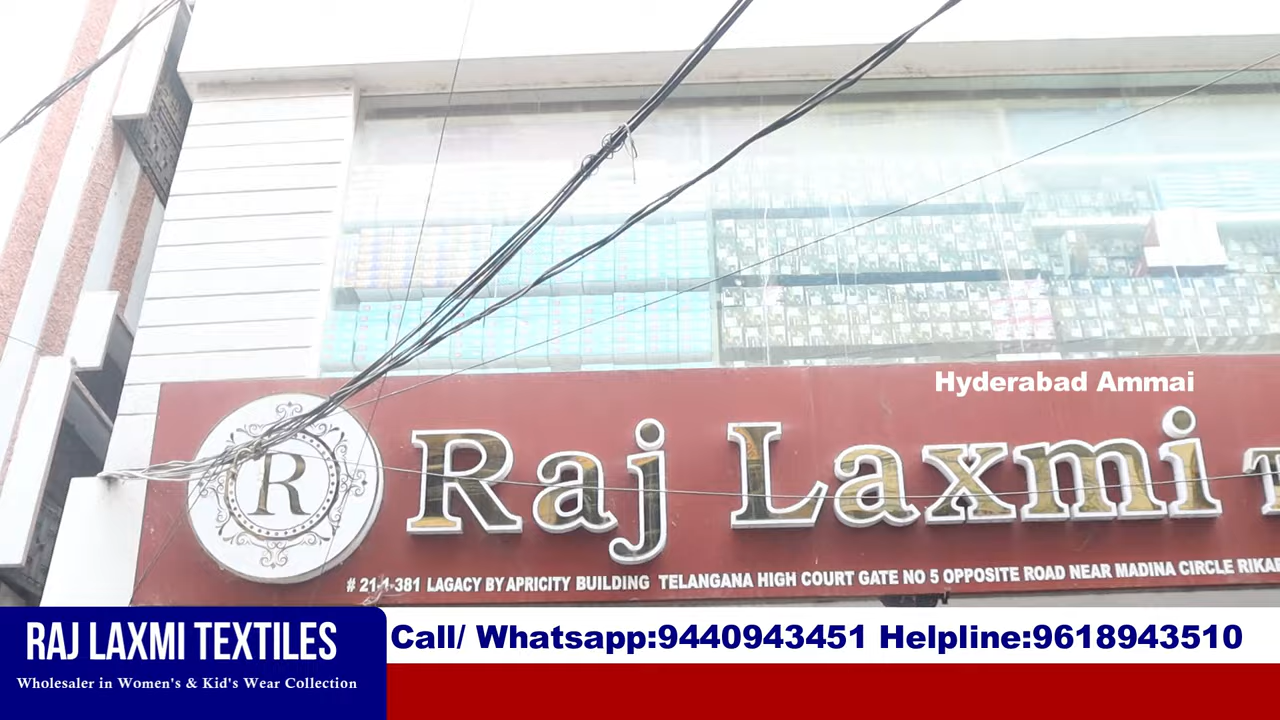 Hyderabad Ammai
R
Raj Laxmi T
# 21-1-381 LAGACY BY APRICITY BUILDING TELANGANA HIGH COURT GATE NO 5 OPPOSITE ROAD NEAR MADINA CIRCLE RIKAB
RAJ LAXMI TEXTILES
Wholesaler in Women's & Kid's Wear Collection
Call/ Whatsapp:9440943451 Helpline:9618943510